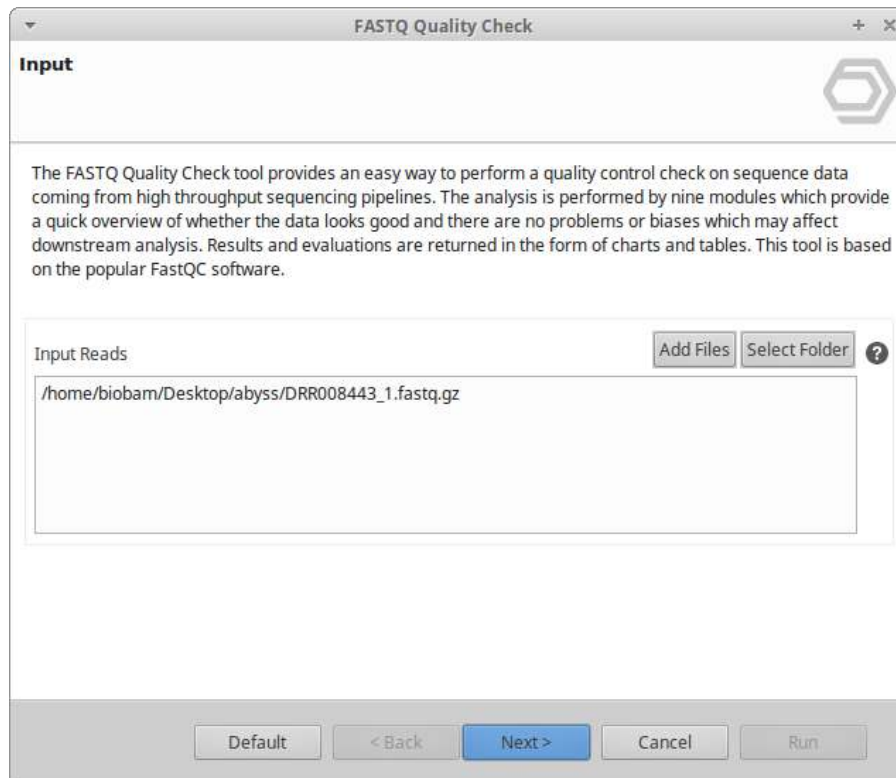 FASTQ Quality Check
Input
The FASTQ Quality Check tool provides an easy way to perform a quality control check on sequence data
coming from high throughput sequencing pipelines. The analysis is performed by nine modules which provide
a quick overview of whether the data looks good and there are no problems or biases which may affect
downstream analysis. Results and evaluations are returned in the form of charts and tables. This tool is based
on the popular FastQC software.
Input Reads
Add Files Select Folder ?
/home/biobam/Desktop/abyss/DRR008443_1.fastq.gz
Default < Back Next > Cancel Run